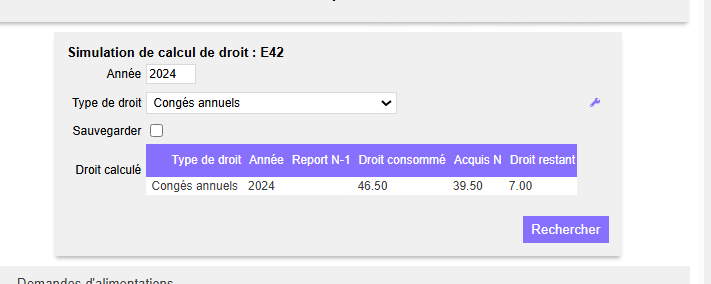 Simulation de calcul de droit : E42
Année 2024
Type de droit Congés annuels
Sauvegarder
Droit calculé
Type de droit Année Report N-1 Droit consommé Acquis N Droit restant
Congés annuels 2024 46.50 39.50 7.00
Rechercher
Demandes d'alimentations